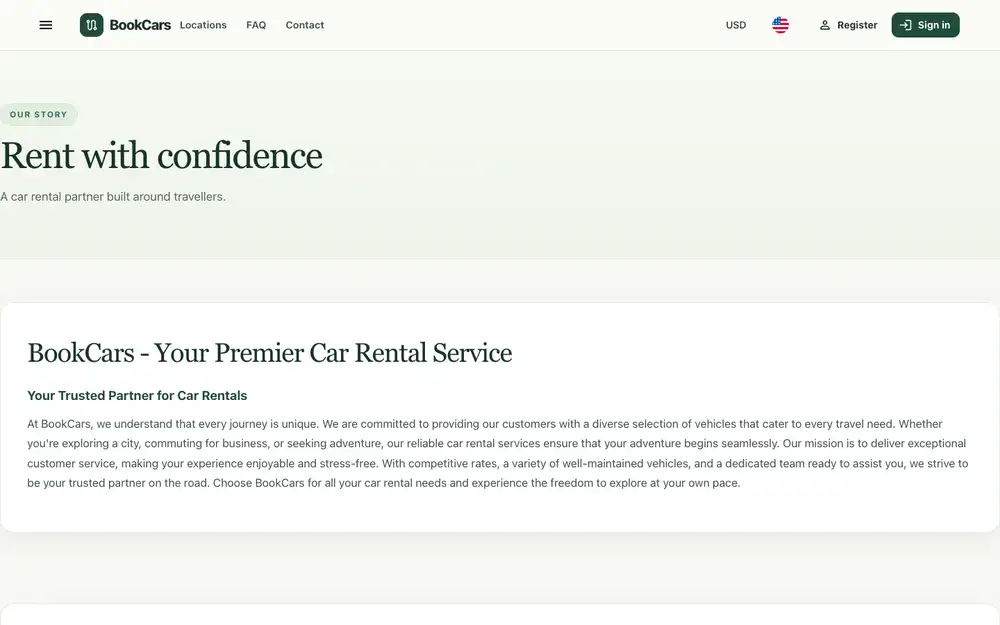 BookCars
Locations
FAQ
Contact
USD
Register
Sign in
OUR STORY
Rent with confidence
A car rental partner built around travellers.
BookCars - Your Premier Car Rental Service
Your Trusted Partner for Car Rentals
At BookCars, we understand that every journey is unique. We are committed to providing our customers with a diverse selection of vehicles that cater to every travel need. Whether
you're exploring a city, commuting for business, or seeking adventure, our reliable car rental services ensure that your adventure begins seamlessly. Our mission is to deliver exceptional
customer service, making your experience enjoyable and stress-free. With competitive rates, a variety of well-maintained vehicles, and a dedicated team ready to assist you, we strive to
be your trusted partner on the road. Choose BookCars for all your car rental needs and experience the freedom to explore at your own pace.